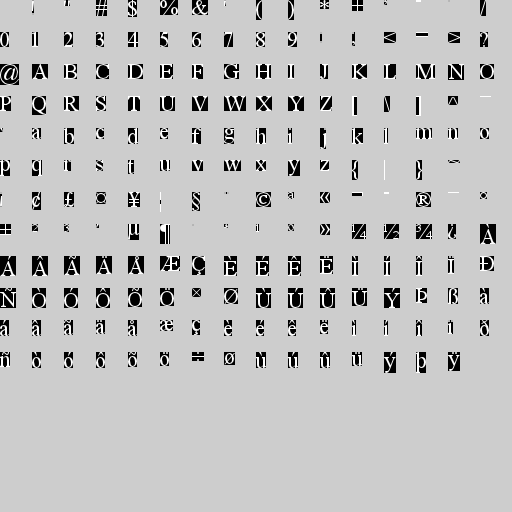 ! " # $ % & ' ( ) * + , - . /
0 1 2 3 4 5 6 7 8 9 : ; < = > ?
@ A B C D E F G H I J K L M N O
P Q R S T U V W X Y Z [ \ ] ^ _
` a b c d e f g h i j k l m n o
p q r s t u v w x y z { | } ~
¡ ¢ £ ¤ ¥ ¦ § ¨ © ª « ¬ - ® ¯ °
± ² ³ ´ µ ¶ · ¸ ¹ º » ¼ ½ ¾ ¿ À
Á Â Ã Ä Å Æ Ç È É Ê Ë Ì Í Î Ï Ð
Ñ Ò Ó Ô Õ Ö × Ø Ù Ú Û Ü Ý Þ ß à
á â ã ä å æ ç è é ê ë ì í î ï ð
ñ ò ó ô õ ö ÷ ø ù ú û ü ý þ ÿ